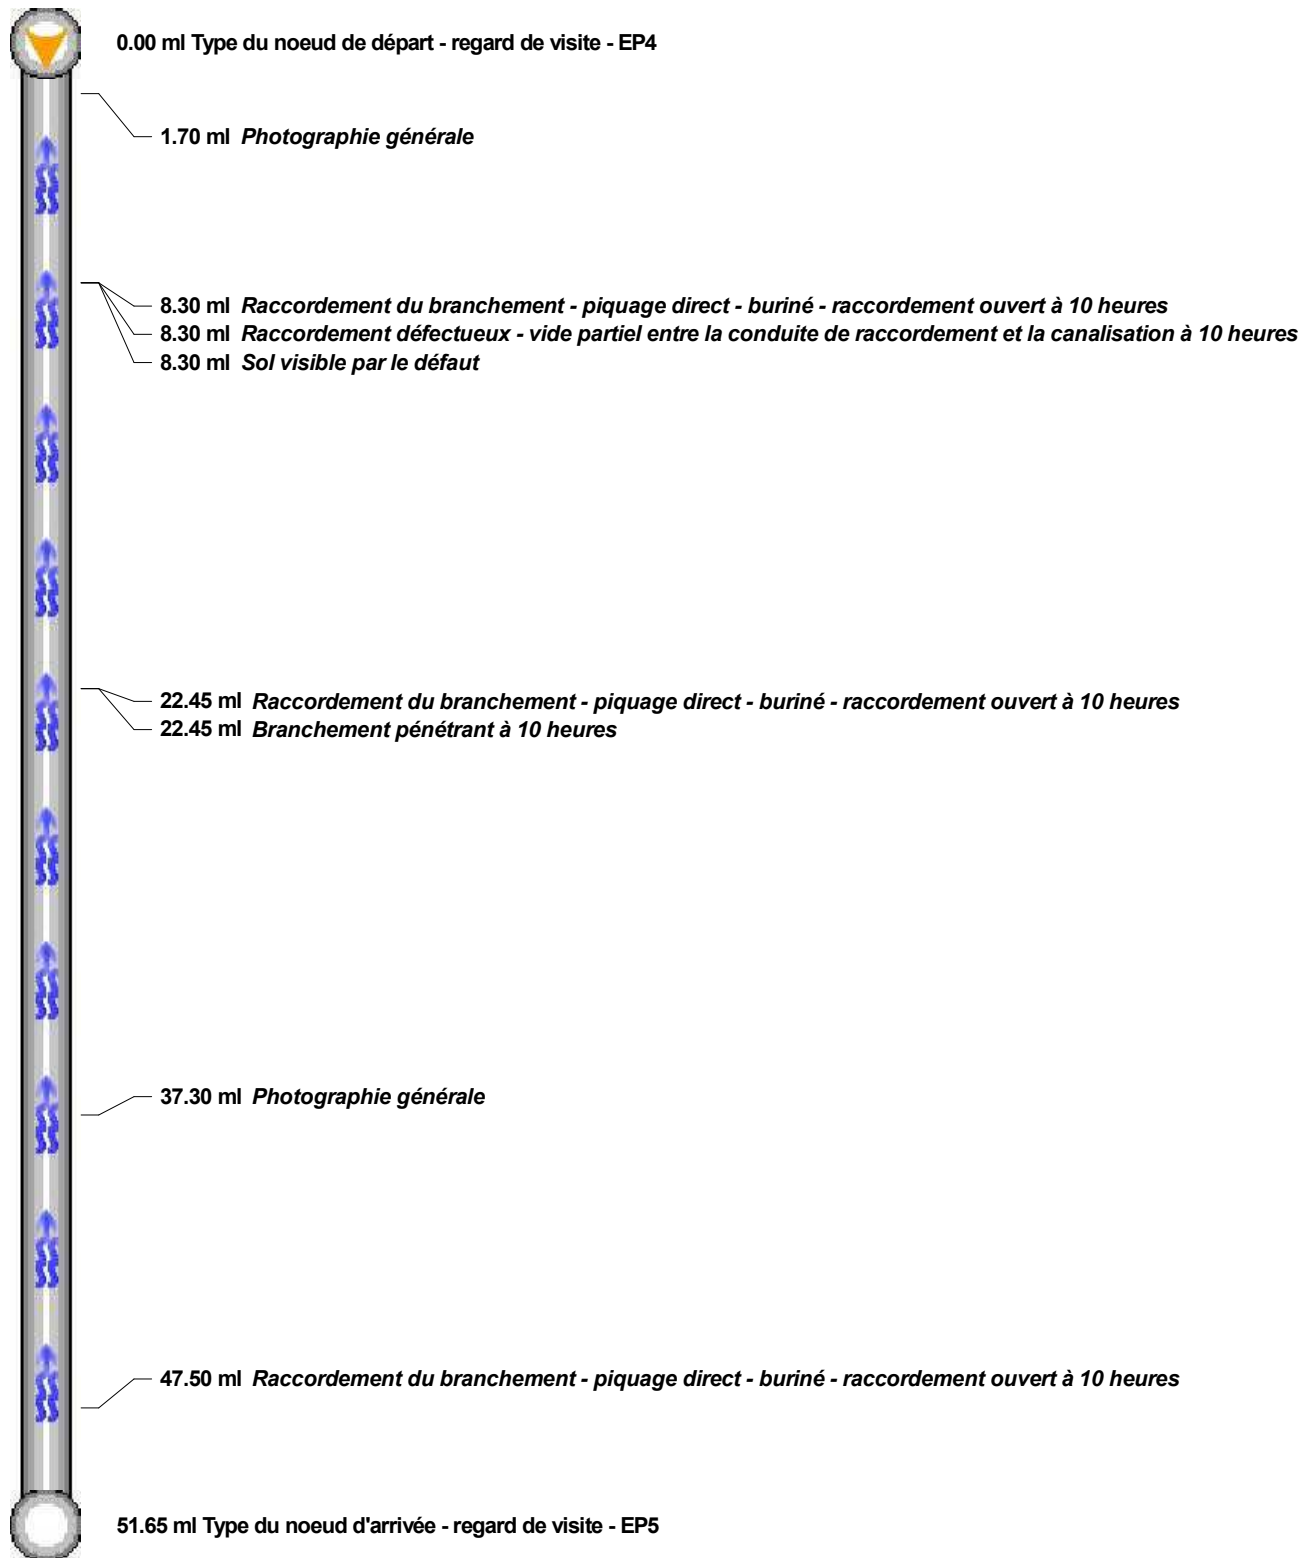 0.00 ml Type du noeud de départ - regard de visite - EP4
1.70 ml Photographie générale
8.30 ml Raccordement du branchement - piquage direct - buriné - raccordement ouvert à 10 heures
8.30 ml Raccordement défectueux - vide partiel entre la conduite de raccordement et la canalisation à 10 heures
8.30 ml Sol visible par le défaut
22.45 ml Raccordement du branchement - piquage direct - buriné - raccordement ouvert à 10 heures
22.45 ml Branchement pénétrant à 10 heures
37.30 ml Photographie générale
47.50 ml Raccordement du branchement - piquage direct - buriné - raccordement ouvert à 10 heures
51.65 ml Type du noeud d'arrivée - regard de visite - EP5